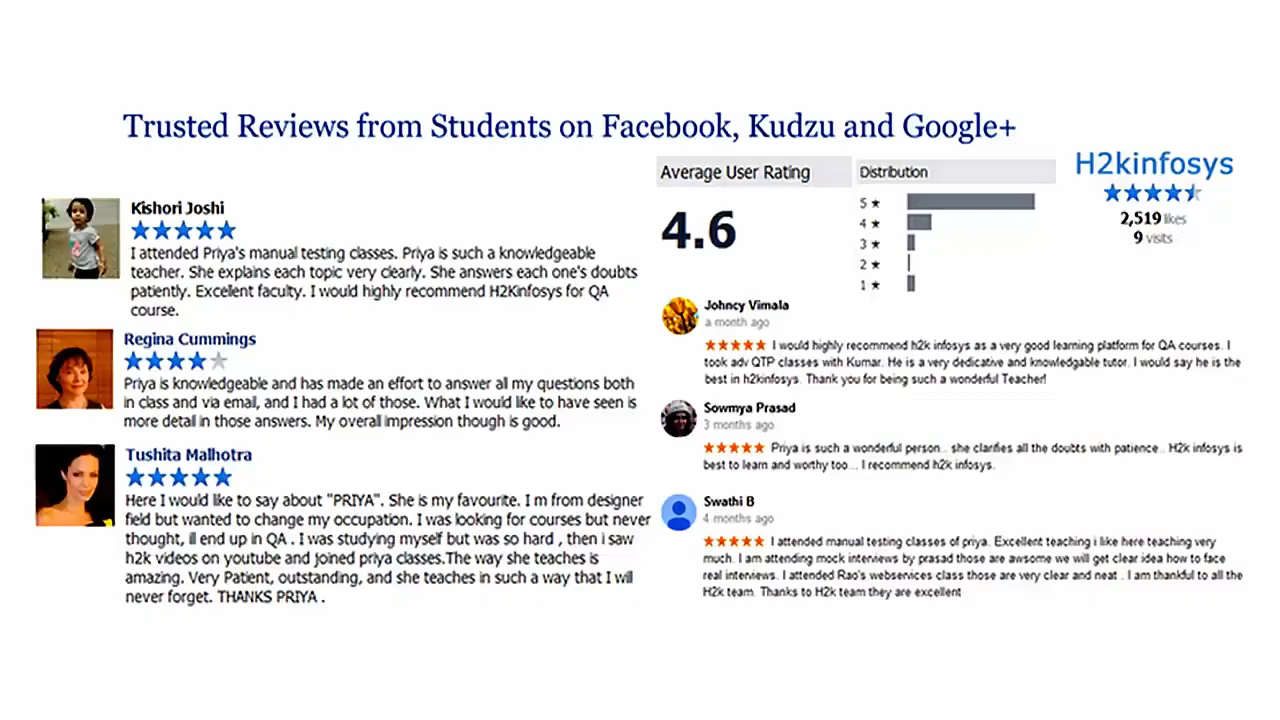 Trusted Reviews from Students on Facebook, Kudzu and Google+
Kishori Joshi
I attended Priya's manual testing classes. Priya is such a knowledgeable
teacher. She explains each topic very clearly. She answers each one's doubts
patiently. Excellent faculty. I would highly recommend H2Kinfosys for QA
course.
Regina Cummings
Priya is knowledgeable and has made an effort to answer all my questions both
in class and via email, and I had a lot of those. What I would like to have seen is
more detail in those answers. My overall impression though is good.
Tushita Malhotra
Here I would like to say about "PRIYA". She is my favourite. I m from designer
field but wanted to change my occupation. I was looking for courses but never
thought, ill end up in QA . I was studying myself but was so hard , then i saw
h2k videos on youtube and joined priya classes.The way she teaches is
amazing. Very Patient, outstanding, and she teaches in such a way that I will
never forget. THANKS PRIYA .
Average User Rating
4.6
Distribution
5 ★
4 ★
3 ★
2 ★
1 ★
H2kinfosys
2,519 likes
9 visits
Johncy Vimala
a month ago
★★★★★ I would highly recommend h2k infosys as a very good learning platform for QA courses. I
took adv QTP classes with Kumar. He is a very dedicative and knowledgable tutor. I would say he is the
best in h2kinfosys. Thank you for being such a wonderful Teacher!
Sowmya Prasad
3 months ago
★★★★★ Priya is such a wonderful person.. she clarifies all the doubts with patience.. H2k infosys is
best to learn and worthy too... I recommend h2k infosys.
Swathi B
4 months ago
★★★★★ I attended manual testing classes of priya. Excellent teaching i like here teaching very
much. I am attending mock interviews by prasad those are awsome we will get clear idea how to face
real interviews. I attended Rao's webservices class those are very clear and neat . I am thankful to all the
H2k team. Thanks to H2k team they are excellent